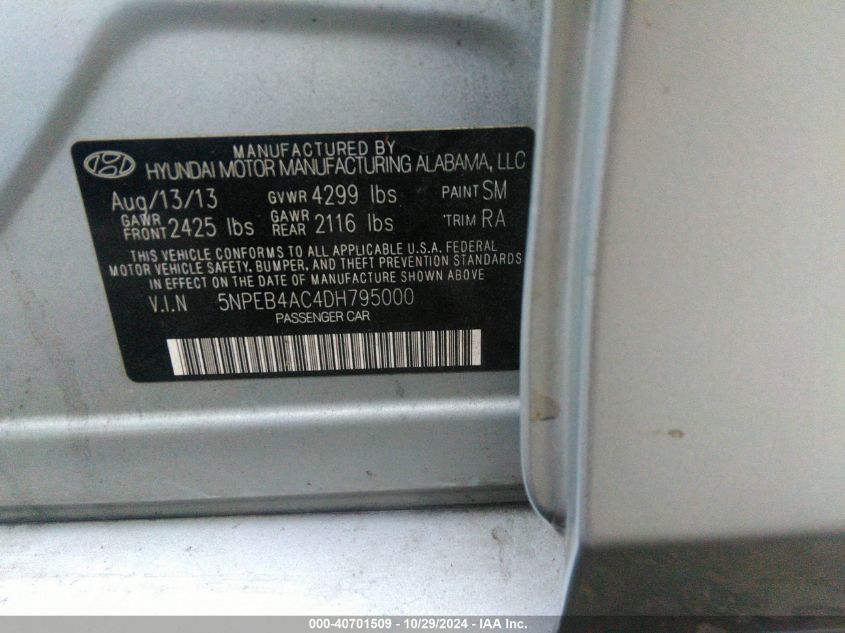 MANUFACTURED BY
HYUNDAI MOTOR MANUFACTURING ALABAMA, LLC
Aug/13/13 GVWR 4299 lbs PAINT SM
GAWR FRONT 2425 lbs GAWR REAR 2116 lbs TRIM RA
THIS VEHICLE CONFORMS TO ALL APPLICABLE U.S.A. FEDERAL
MOTOR VEHICLE SAFETY, BUMPER, AND THEFT PREVENTION STANDARDS
IN EFFECT ON THE DATE OF MANUFACTURE SHOWN ABOVE
V.I.N 5NPEB4AC4DH795000
PASSENGER CAR
000-40701509 - 10/29/2024 - IAA Inc.